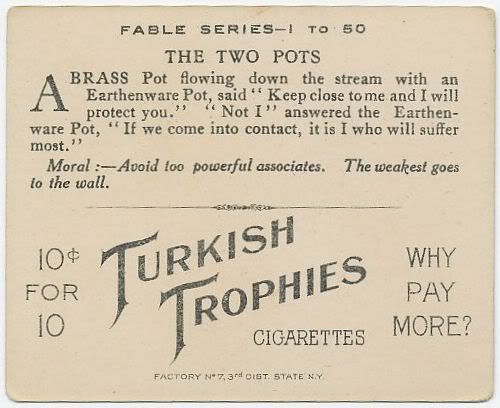 FABLE SERIES–1 TO 50
THE TWO POTS
A BRASS Pot flowing down the stream with an
Earthenware Pot, said "Keep close to me and I will
protect you." "Not I" answered the Earthen-
ware Pot, "If we come into contact, it is I who will suffer
most."
Moral :—Avoid too powerful associates. The weakest goes
to the wall.
10¢
FOR
10
TURKISH
TROPHIES
CIGARETTES
WHY
PAY
MORE?
FACTORY Nº 7, 3rd DIST. STATE N.Y.